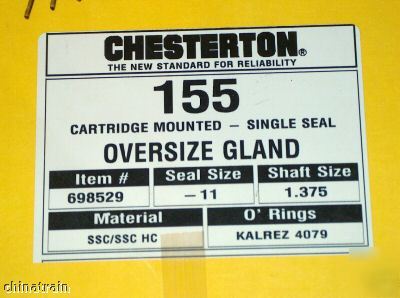 CHESTERTON®
THE NEW STANDARD FOR RELIABILITY
155
CARTRIDGE MOUNTED – SINGLE SEAL
OVERSIZE GLAND
Item # Seal Size Shaft Size
698529 –11 1.375
Material O' Rings
SSC/SSC HC KALREZ 4079
chinatrain